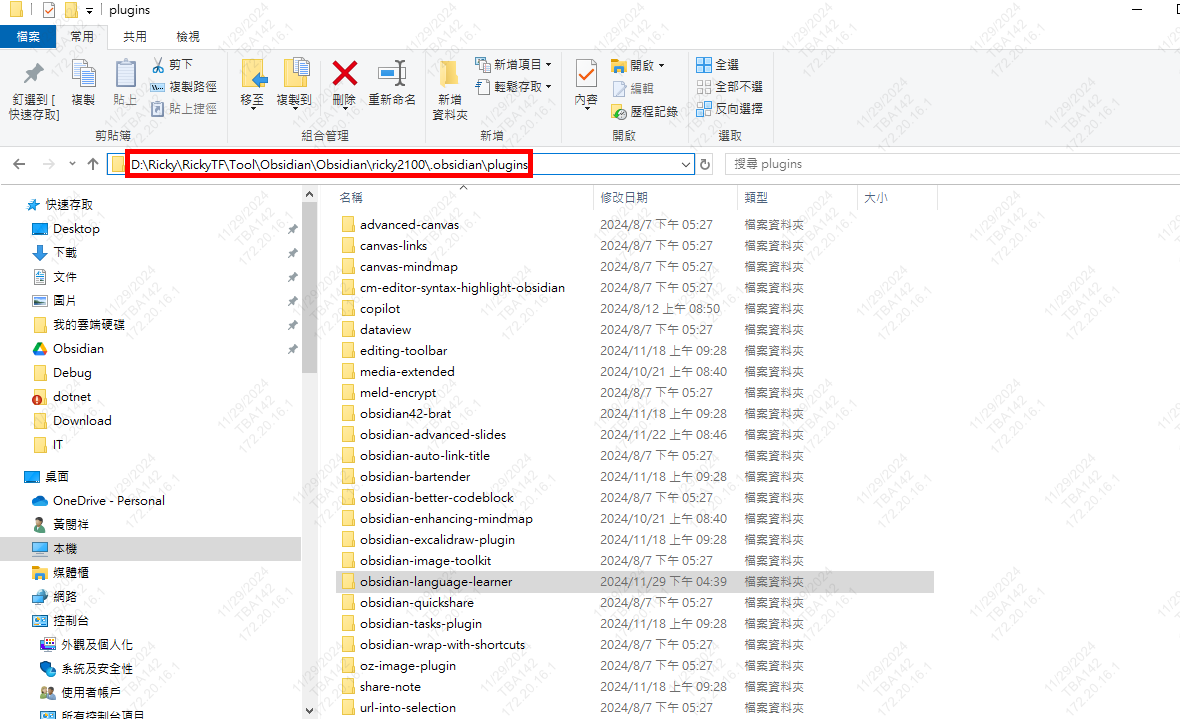 plugins
檔案 常用 共用 檢視
釘選到 [快速存取]
複製
貼上
剪下
複製路徑
貼上捷徑
剪貼簿
移至
複製到
刪除
重新命名
組合管理
新增資料夾
新增項目
輕鬆存取
新增
內容
開啟
編輯
歷程記錄
開啟
全選
全部不選
反向選擇
選取
D:\Ricky\RickyTF\Tool\Obsidian\Obsidian\ricky2100\.obsidian\plugins
搜尋 plugins
快速存取
Desktop
下載
文件
圖片
我的雲端硬碟
Obsidian
Debug
dotnet
Download
IT
桌面
OneDrive - Personal
本機
媒體櫃
網路
控制台
外觀及個人化
系統及安全性
使用者帳戶
所有控制台項目
名稱 修改日期 類型 大小
advanced-canvas 2024/8/7 下午 05:27 檔案資料夾
canvas-links 2024/8/7 下午 05:27 檔案資料夾
canvas-mindmap 2024/8/7 下午 05:27 檔案資料夾
cm-editor-syntax-highlight-obsidian 2024/8/7 下午 05:27 檔案資料夾
copilot 2024/8/12 上午 08:50 檔案資料夾
dataview 2024/8/7 下午 05:27 檔案資料夾
editing-toolbar 2024/11/18 上午 09:28 檔案資料夾
media-extended 2024/10/21 上午 08:40 檔案資料夾
meld-encrypt 2024/8/7 下午 05:27 檔案資料夾
obsidian42-brat 2024/11/18 上午 09:28 檔案資料夾
obsidian-advanced-slides 2024/11/22 上午 08:46 檔案資料夾
obsidian-auto-link-title 2024/8/7 下午 05:27 檔案資料夾
obsidian-bartender 2024/11/18 上午 09:28 檔案資料夾
obsidian-better-codeblock 2024/8/7 下午 05:27 檔案資料夾
obsidian-enhancing-mindmap 2024/10/21 上午 08:40 檔案資料夾
obsidian-excalidraw-plugin 2024/11/18 上午 09:28 檔案資料夾
obsidian-image-toolkit 2024/8/7 下午 05:27 檔案資料夾
obsidian-language-learner 2024/11/29 下午 04:39 檔案資料夾
obsidian-quickshare 2024/8/7 下午 05:27 檔案資料夾
obsidian-tasks-plugin 2024/11/18 上午 09:28 檔案資料夾
obsidian-wrap-with-shortcuts 2024/8/7 下午 05:27 檔案資料夾
oz-image-plugin 2024/8/7 下午 05:27 檔案資料夾
share-note 2024/11/18 上午 09:28 檔案資料夾
url-into-selection 2024/8/7 下午 05:27 檔案資料夾
11/29/2024
TBA142
172.20.16.1